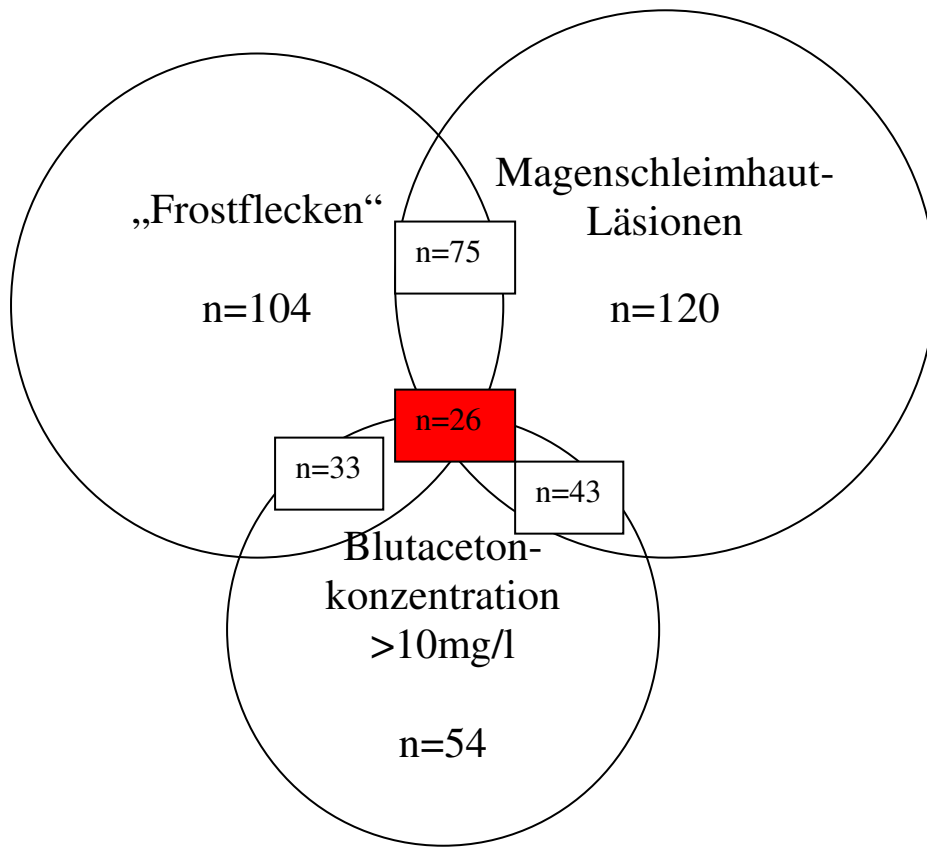 „Frostflecken“
n=104
Magenschleimhaut-
Läsionen
n=120
n=75
n=26
n=33
n=43
Blutaceton-
konzentration
>10mg/l
n=54